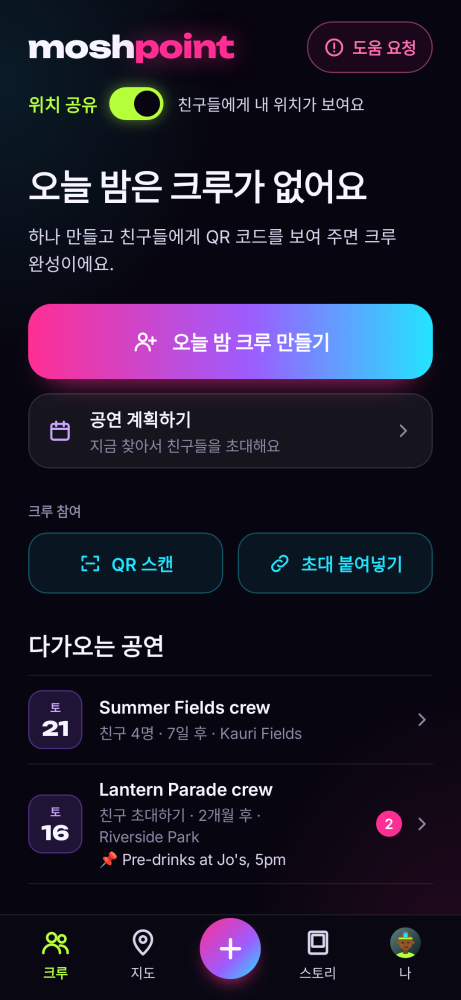 moshpoint
도움 요청
위치 공유
친구들에게 내 위치가 보여요
오늘 밤은 크루가 없어요
하나 만들고 친구들에게 QR 코드를 보여 주면 크루
완성이에요.
오늘 밤 크루 만들기
공연 계획하기
지금 찾아서 친구들을 초대해요
크루 참여
QR 스캔
초대 붙여넣기
다가오는 공연
토
21
Summer Fields crew
친구 4명 · 7일 후 · Kauri Fields
토
16
Lantern Parade crew
친구 초대하기 · 2개월 후 ·
Riverside Park
📌 Pre-drinks at Jo's, 5pm
2
크루
지도
스토리
나